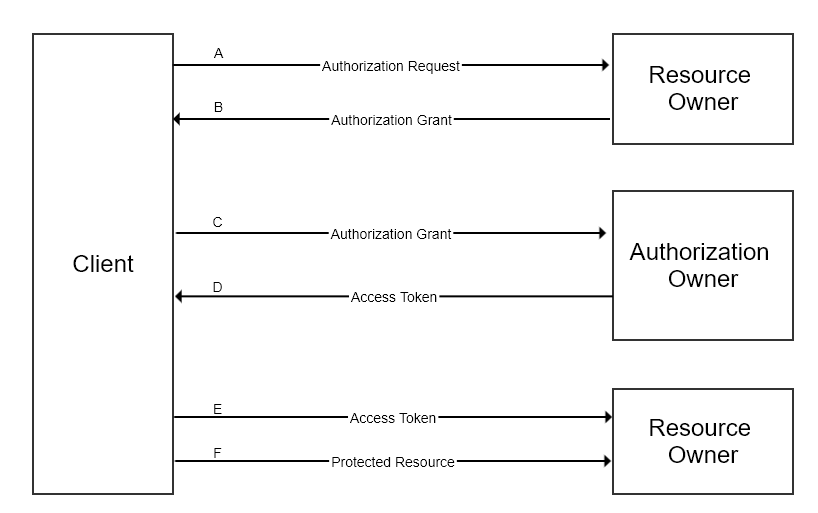 A
Authorization Request
Resource
Owner
B
Authorization Grant
C
Authorization Grant
Authorization
Owner
Client
D
Access Token
E
Access Token
Resource
Owner
F
Protected Resource